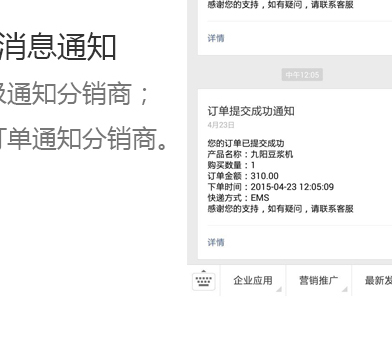 消息通知
通知分销商；
单通知分销商。
感谢您的支持，如有疑问，请联系客服
详情
中午12:05
订单提交成功通知
4月23日
您的订单已提交成功
产品名称：九阳豆浆机
购买数量：1
订单金额：310.00
下单时间：2015-04-23 12:05:09
快递方式：EMS
感谢您的支持，如有疑问，请联系客服
详情
企业应用
营销推广
最新发